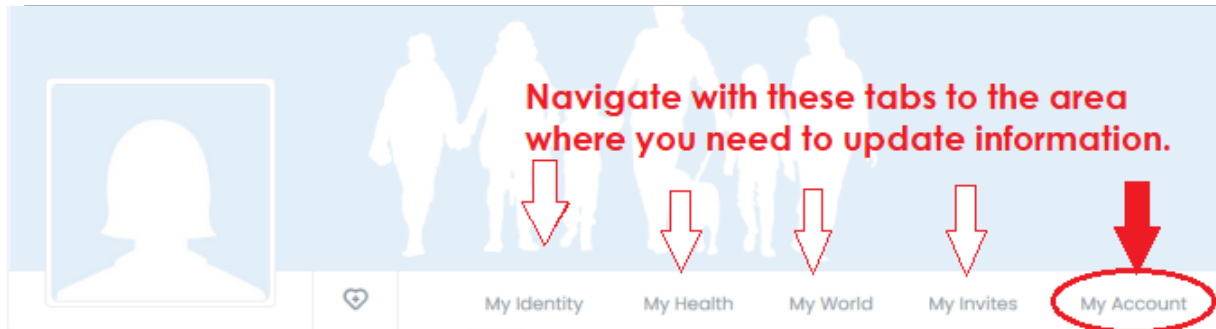 Navigate with these tabs to the area
where you need to update information.
My Identity My Health My World My Invites My Account